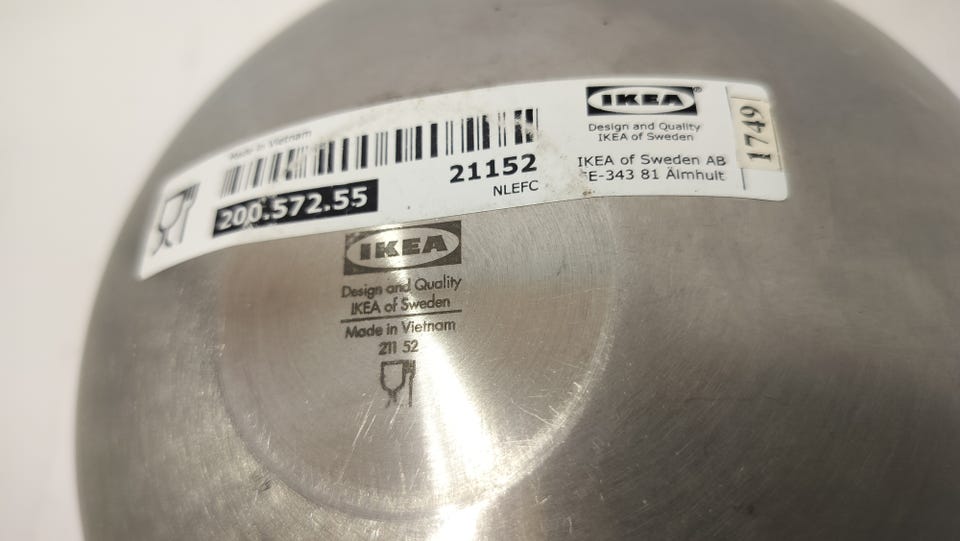 Made in Vietnam
200.572.55
21152
NLEFC
IKEA
Design and Quality
IKEA of Sweden
IKEA of Sweden AB
E-343 81 Älmhult
1749
IKEA
Design and Quality
IKEA of Sweden
Made in Vietnam
211 52